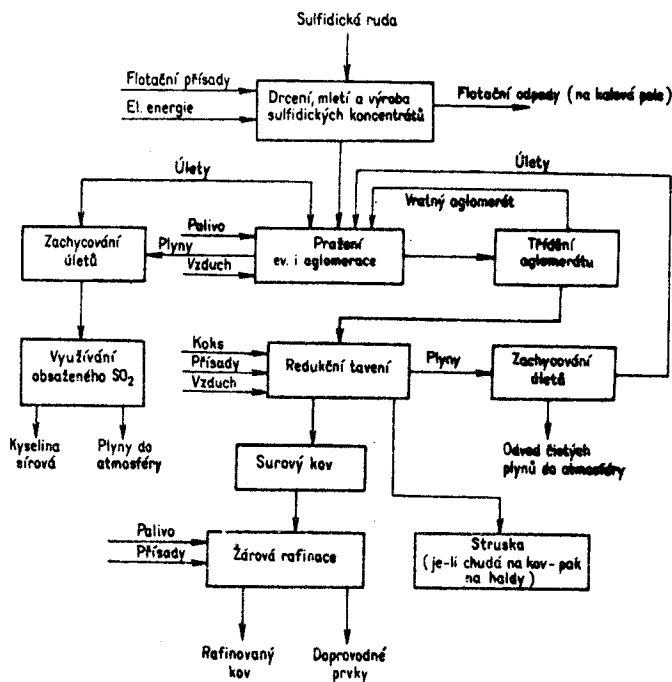 Sulfidická ruda
Flotační přísady
El. energie
Drcení, mletí a výroba
sulfidických koncentrátů
Flotační odpady (na kalová pole)
Úlety
Úlety
Vratný aglomerát
Palivo
Plyny
Vzduch
Zachycování
úletů
Pražení
ev. i aglomerace
Třídění
aglomerátu
Využívání
obsaženého SO2
Koks
Přísady
Vzduch
Redukční tavení
Plyny
Zachycování
úletů
Kyselina
sírová
Plyny do
atmosféry
Odvod čistých
plynů do atmosféry
Surový kov
Palivo
Přísady
Žárová rafinace
Struska
(je-li chudá na kov-pak
na haldy)
Rafinovaný
kov
Doprovodné
prvky